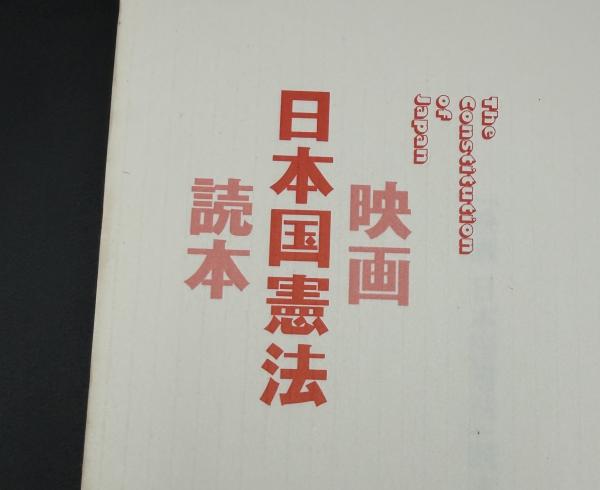 The
Constitution
of
Japan
映画
日本国憲法
読本